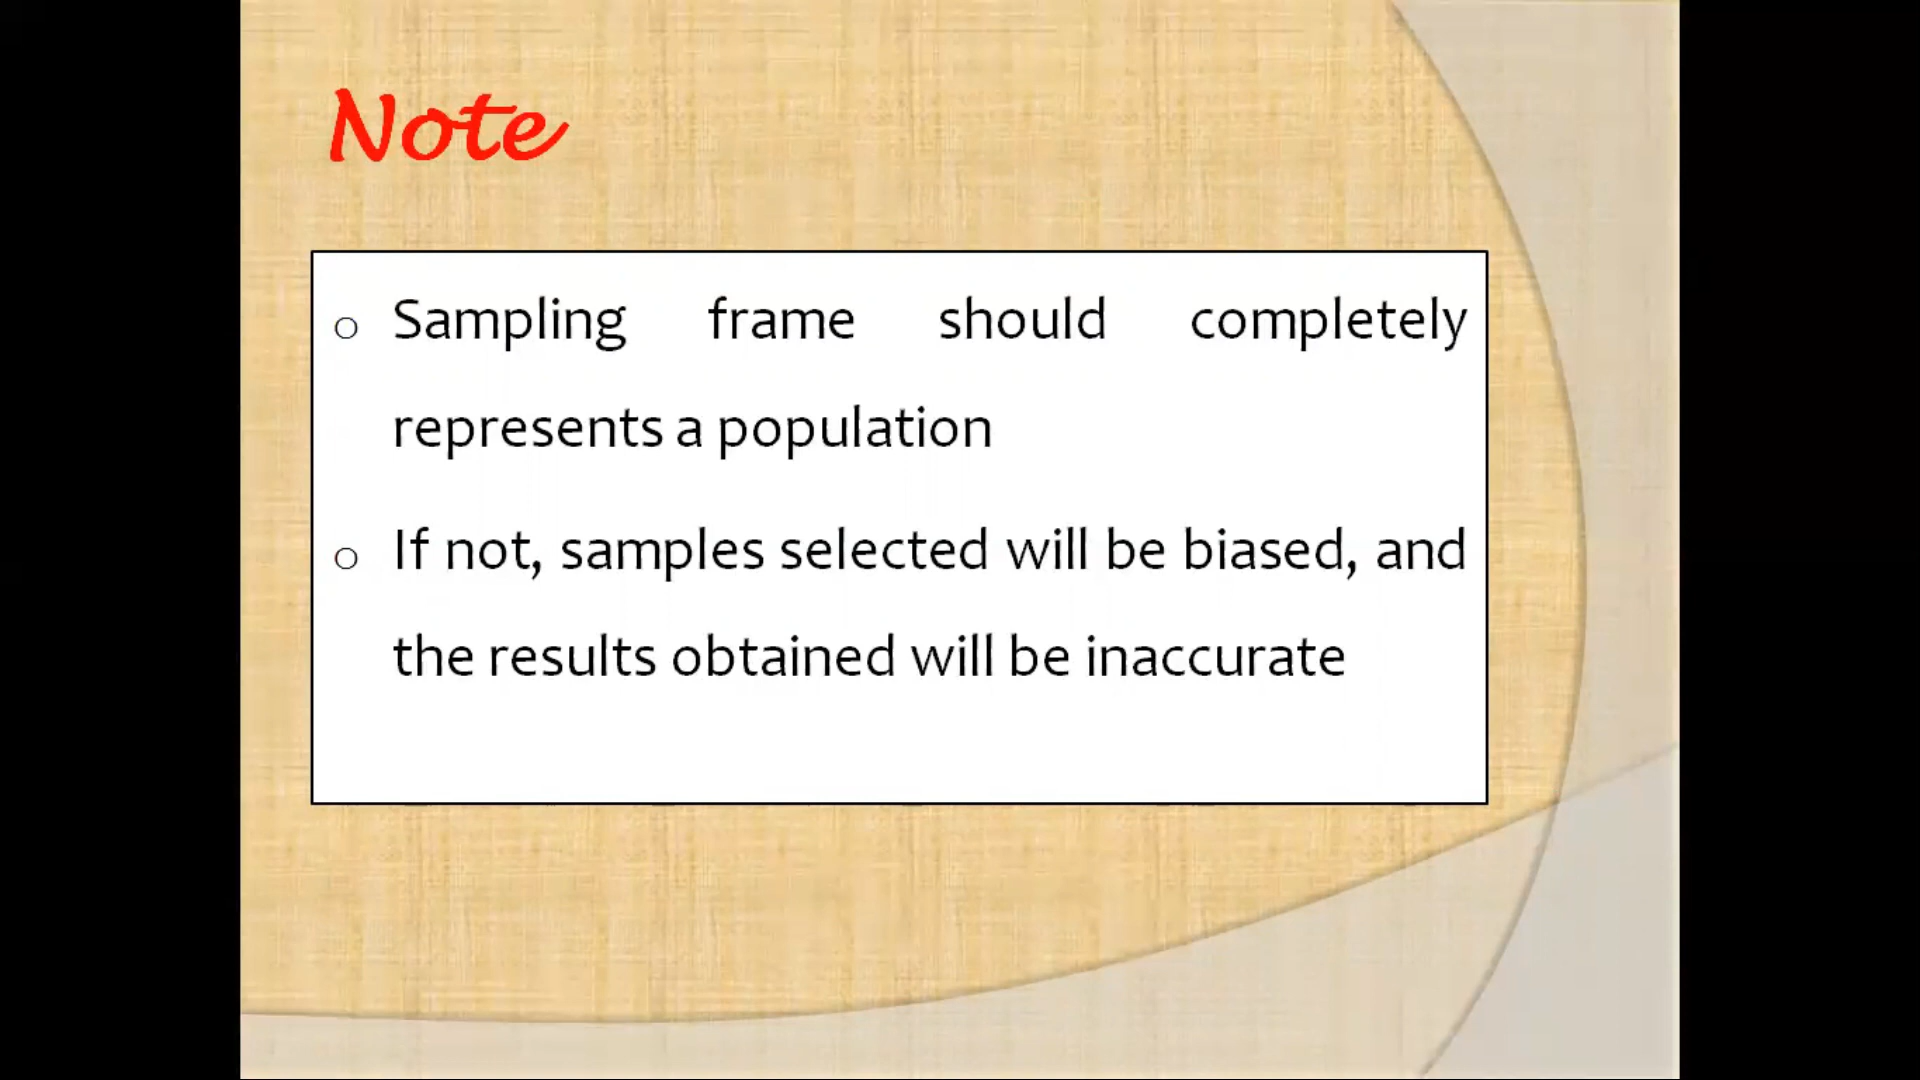 Note
o Sampling frame should completely
represents a population
o If not, samples selected will be biased, and
the results obtained will be inaccurate